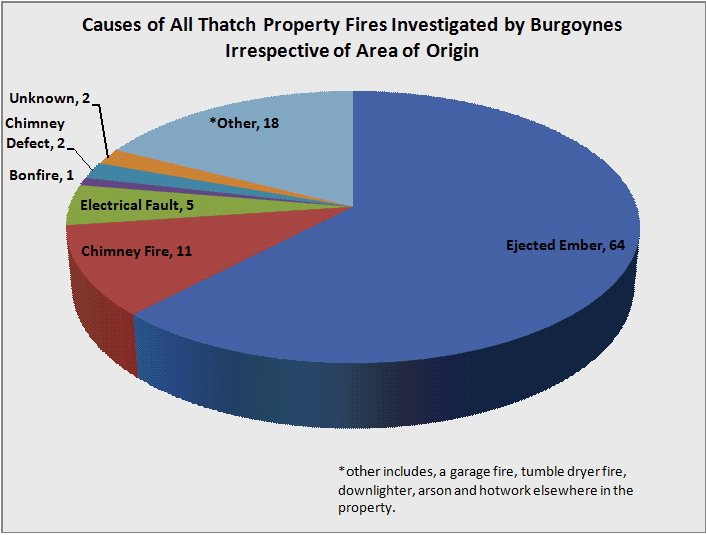 Causes of All Thatch Property Fires Investigated by Burgoynes
Irrespective of Area of Origin
Unknown, 2
Chimney
Defect, 2
Bonfire, 1
*Other, 18
Electrical Fault, 5
Chimney Fire, 11
Ejected Ember, 64
*other includes, a garage fire, tumble dryer fire,
downlighter, arson and hotwork elsewhere in the
property.